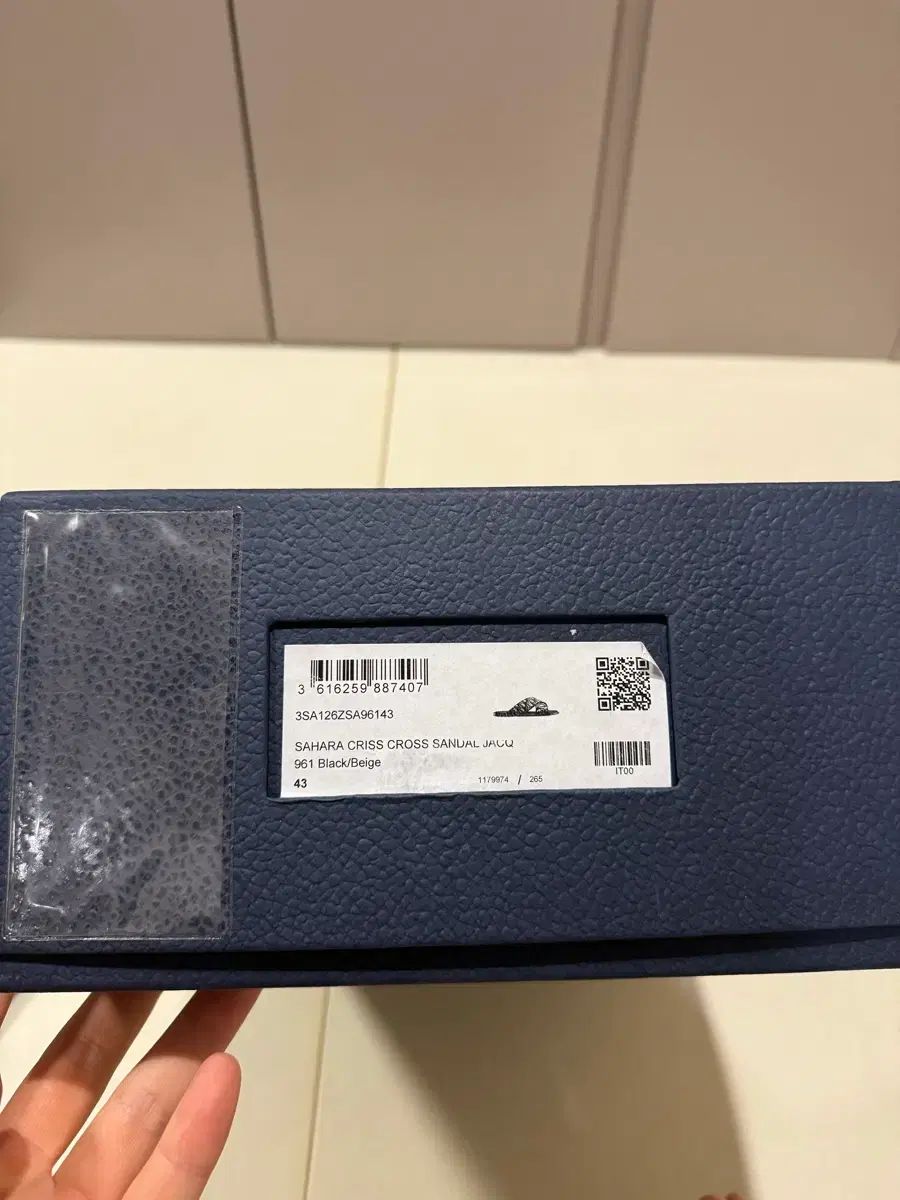 3 616259 887407
3SA126ZSA96143
SAHARA CRISS CROSS SANDAL JACQ
961 Black/Beige
43
1179974 / 265
IT00